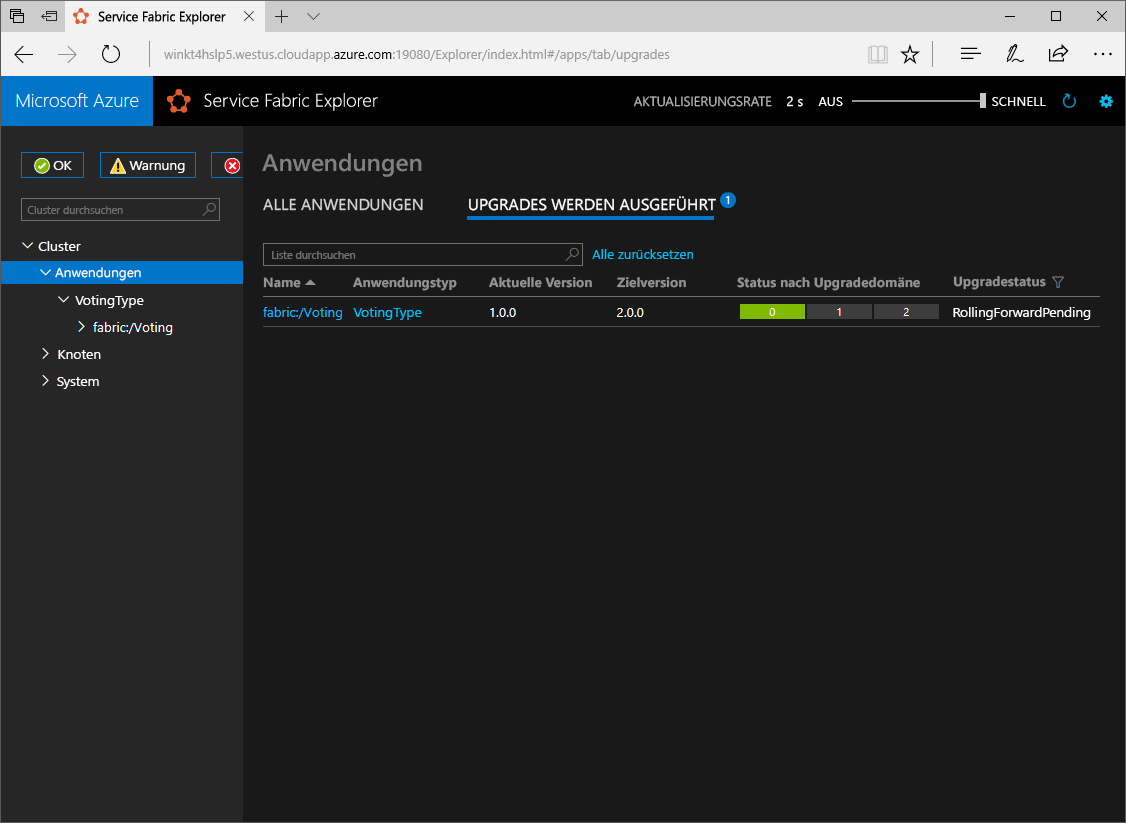 Service Fabric Explorer
winkt4hslp5.westus.cloudapp.azure.com:19080/Explorer/index.html#/apps/tab/upgrades
Microsoft Azure Service Fabric Explorer AKTUALISIERUNGSRATE 2 s AUS SCHNELL
OK Warnung
Cluster durchsuchen
Cluster
Anwendungen
VotingType
fabric:/Voting
Knoten
System
Anwendungen
ALLE ANWENDUNGEN UPGRADES WERDEN AUSGEFÜHRT 1
Liste durchsuchen Alle zurücksetzen
Name Anwendungstyp Aktuelle Version Zielversion Status nach Upgradedomäne Upgradestatus
fabric:/Voting VotingType 1.0.0 2.0.0 0 1 2 RollingForwardPending